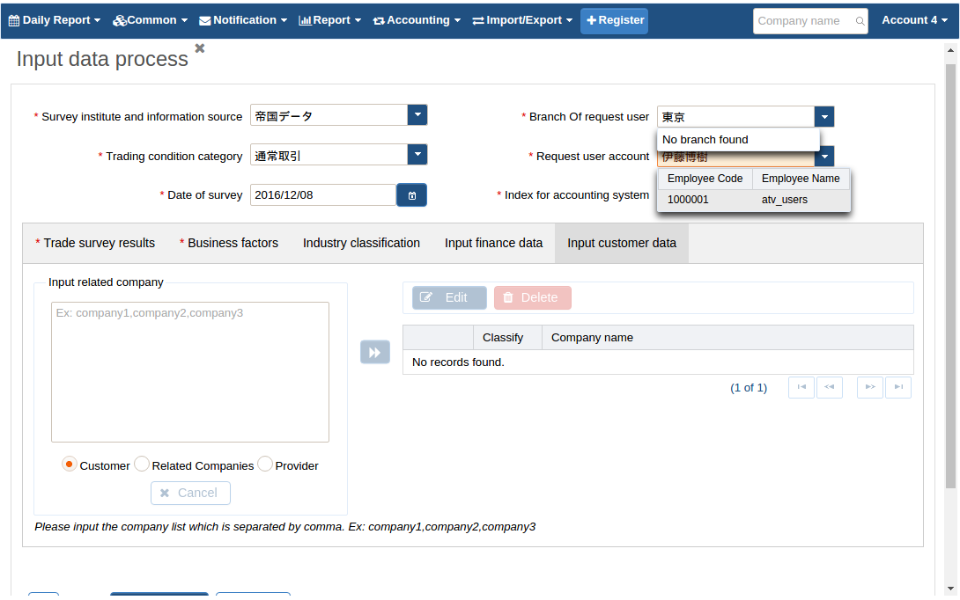 Daily Report Common Notification Report Accounting Import/Export Register Company name Account 4
Input data process
* Survey institute and information source 帝国データ * Branch Of request user 東京
No branch found
* Trading condition category 通常取引 * Request user account 伊藤博樹
Employee Code Employee Name
* Date of survey 2016/12/08 * Index for accounting system 1000001 atv_users
* Trade survey results * Business factors Industry classification Input finance data Input customer data
Input related company
Edit Delete
Ex: company1,company2,company3
Classify Company name
No records found.
(1 of 1)
Customer Related Companies Provider
Cancel
Please input the company list which is separated by comma. Ex: company1,company2,company3